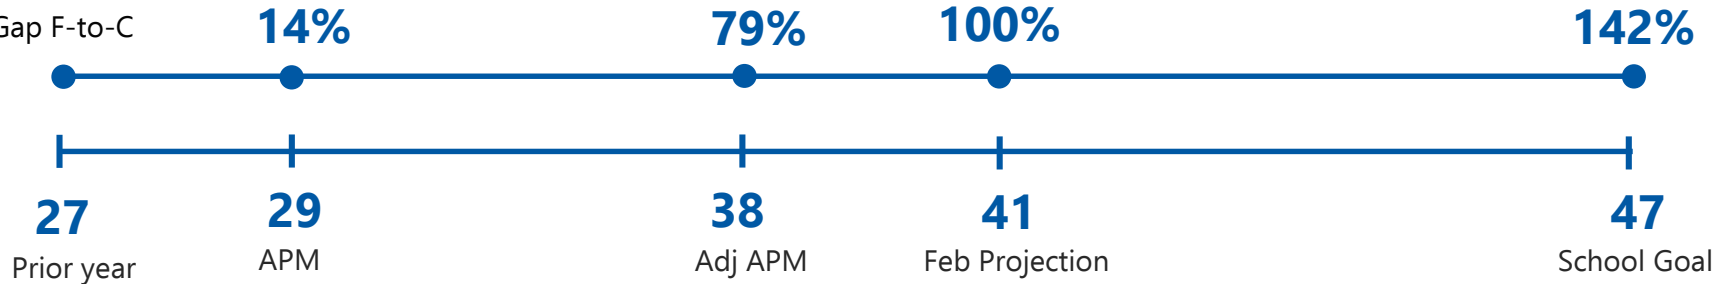 Gap F-to-C 14% 79% 100% 142%
27 29 38 41 47
Prior year APM Adj APM Feb Projection School Goal